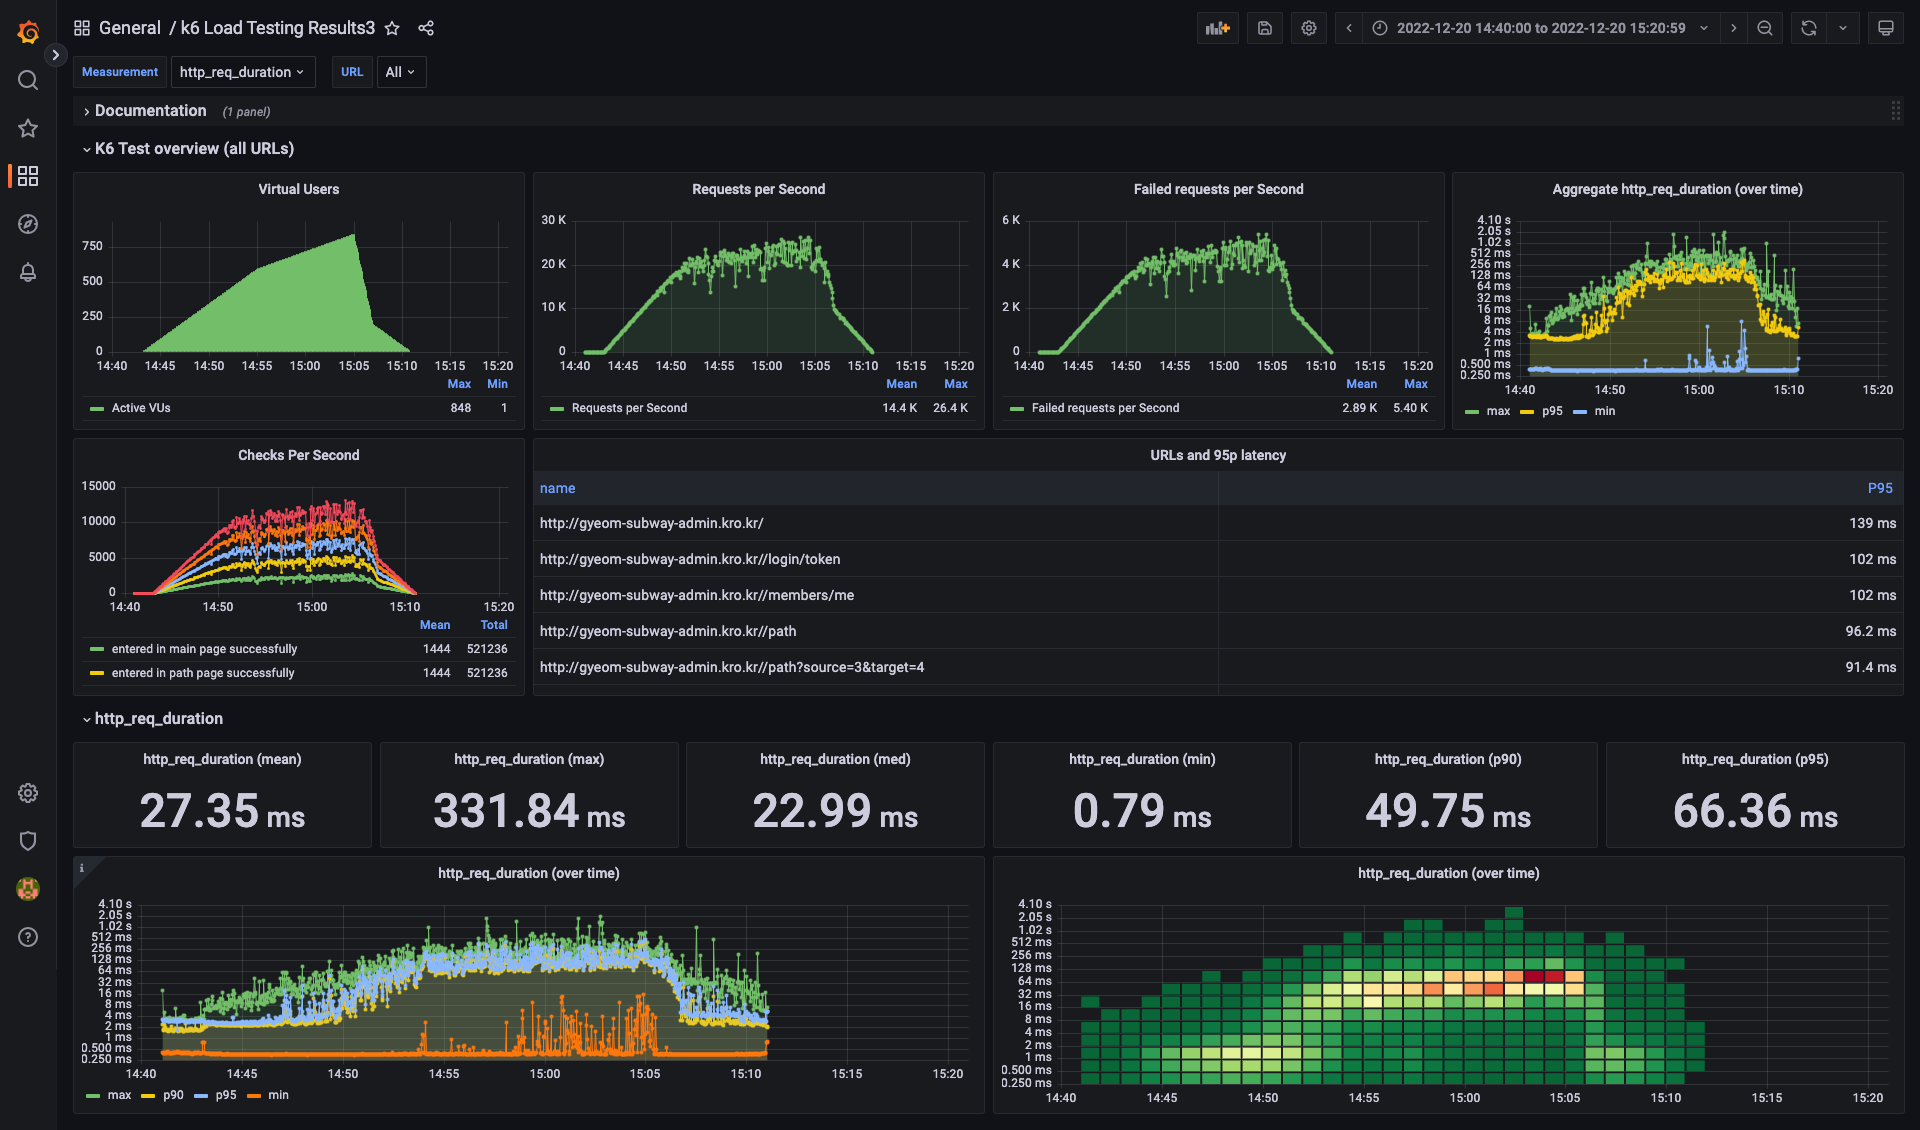 General / k6 Load Testing Results3
2022-12-20 14:40:00 to 2022-12-20 15:20:59
Measurement http_req_duration URL All
Documentation (1 panel)
K6 Test overview (all URLs)
Virtual Users
750
500
250
0
14:40 14:45 14:50 14:55 15:00 15:05 15:10 15:15 15:20
Max Min
Active VUs 848 1
Requests per Second
30 K
20 K
10 K
0
14:40 14:45 14:50 14:55 15:00 15:05 15:10 15:15 15:20
Mean Max
Requests per Second 14.4 K 26.4 K
Failed requests per Second
6 K
4 K
2 K
0
14:40 14:45 14:50 14:55 15:00 15:05 15:10 15:15 15:20
Mean Max
Failed requests per Second 2.89 K 5.40 K
Aggregate http_req_duration (over time)
4.10 s
2.05 s
1.02 s
512 ms
256 ms
128 ms
64 ms
32 ms
16 ms
8 ms
4 ms
2 ms
1 ms
0.500 ms
0.250 ms
14:40 14:50 15:00 15:10 15:20
max p95 min
Checks Per Second
15000
10000
5000
0
14:40 14:50 15:00 15:10 15:20
Mean Total
entered in main page successfully 1444 521236
entered in path page successfully 1444 521236
URLs and 95p latency
name P95
http://gyeom-subway-admin.kro.kr/ 139 ms
http://gyeom-subway-admin.kro.kr//login/token 102 ms
http://gyeom-subway-admin.kro.kr//members/me 102 ms
http://gyeom-subway-admin.kro.kr//path 96.2 ms
http://gyeom-subway-admin.kro.kr//path?source=3&target=4 91.4 ms
http_req_duration
http_req_duration (mean)
27.35 ms
http_req_duration (max)
331.84 ms
http_req_duration (med)
22.99 ms
http_req_duration (min)
0.79 ms
http_req_duration (p90)
49.75 ms
http_req_duration (p95)
66.36 ms
i
http_req_duration (over time)
4.10 s
2.05 s
1.02 s
512 ms
256 ms
128 ms
64 ms
32 ms
16 ms
8 ms
4 ms
2 ms
1 ms
0.500 ms
0.250 ms
14:40 14:45 14:50 14:55 15:00 15:05 15:10 15:15 15:20
max p90 p95 min
http_req_duration (over time)
4.10 s
2.05 s
1.02 s
512 ms
256 ms
128 ms
64 ms
32 ms
16 ms
8 ms
4 ms
2 ms
1 ms
0.500 ms
0.250 ms
14:40 14:45 14:50 14:55 15:00 15:05 15:10 15:15 15:20